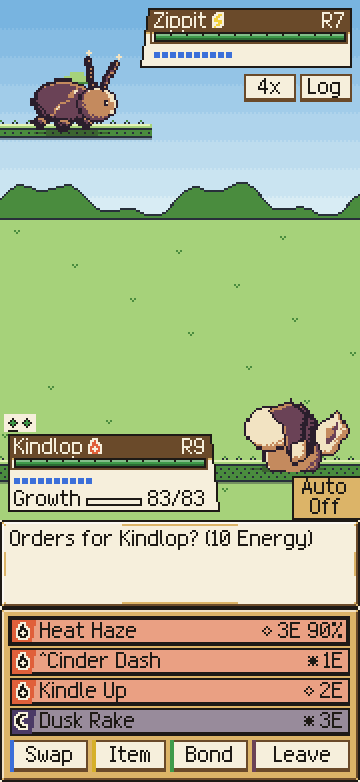 Zippit R7
4x Log
Kindlop R9
Growth 83/83
Auto
Off
Orders for Kindlop? (10 Energy)
Heat Haze 3E 90%
^Cinder Dash 1E
Kindle Up 2E
Dusk Rake 3E
Swap Item Bond Leave